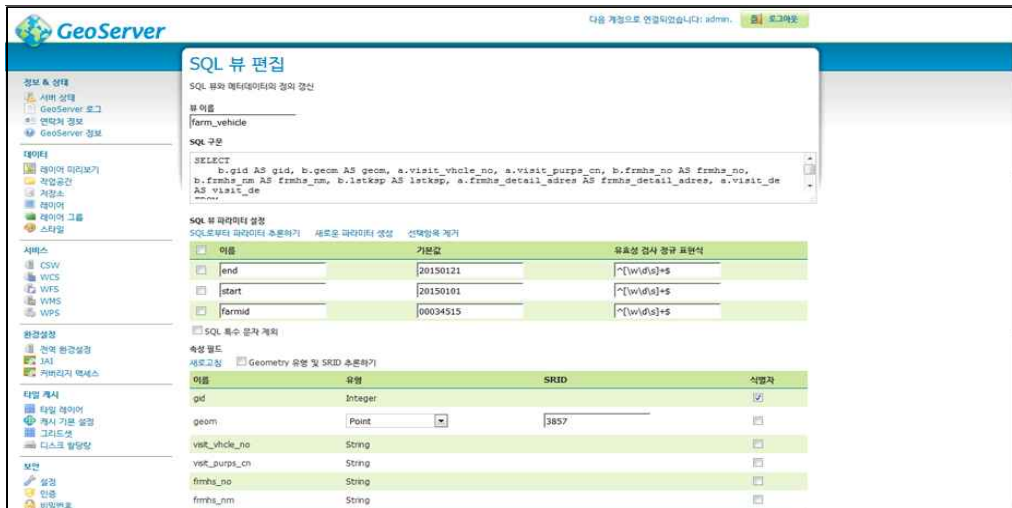 GeoServer
다음 계정으로 연결되었습니다: admin. 로그아웃
정보 & 상태
서버 상태
GeoServer 로그
연락처 정보
GeoServer 정보
데이터
레이어 미리보기
작업공간
저장소
레이어
레이어 그룹
스타일
서비스
CSW
WCS
WFS
WMS
WPS
환경설정
전역 환경설정
JAI
커버리지 액세스
타일 캐시
타일 레이어
캐시 기본 설정
그리드셋
디스크 할당량
보안
설정
인증
비밀번호
SQL 뷰 편집
SQL 뷰와 메타데이터의 정의 갱신
뷰 이름
farm_vehicle
SQL 구문
SELECT
b.gid AS gid, b.geom AS geom, a.visit_vhcle_no, a.visit_purps_cn, b.frmhs_no AS frmhs_no,
b.frmhs_nm AS frmhs_nm, b.lstksp AS lstksp, a.frmhs_detail_adres AS frmhs_detail_adres, a.visit_de
AS visit_de
FROM
SQL 뷰 파라미터 설정
SQL로부터 파라미터 추론하기 새로운 파라미터 생성 선택항목 제거
이름 기본값 유효성 검사 정규 표현식
end 20150121 ^[\w\d\s]+$
start 20150101 ^[\w\d\s]+$
farmid 00034515 ^[\w\d\s]+$
SQL 특수 문자 제외
속성 필드
새로고침 Geometry 유형 및 SRID 추론하기
이름 유형 SRID 식별자
gid Integer
geom Point 3857
visit_vhcle_no String
visit_purps_cn String
frmhs_no String
frmhs_nm String